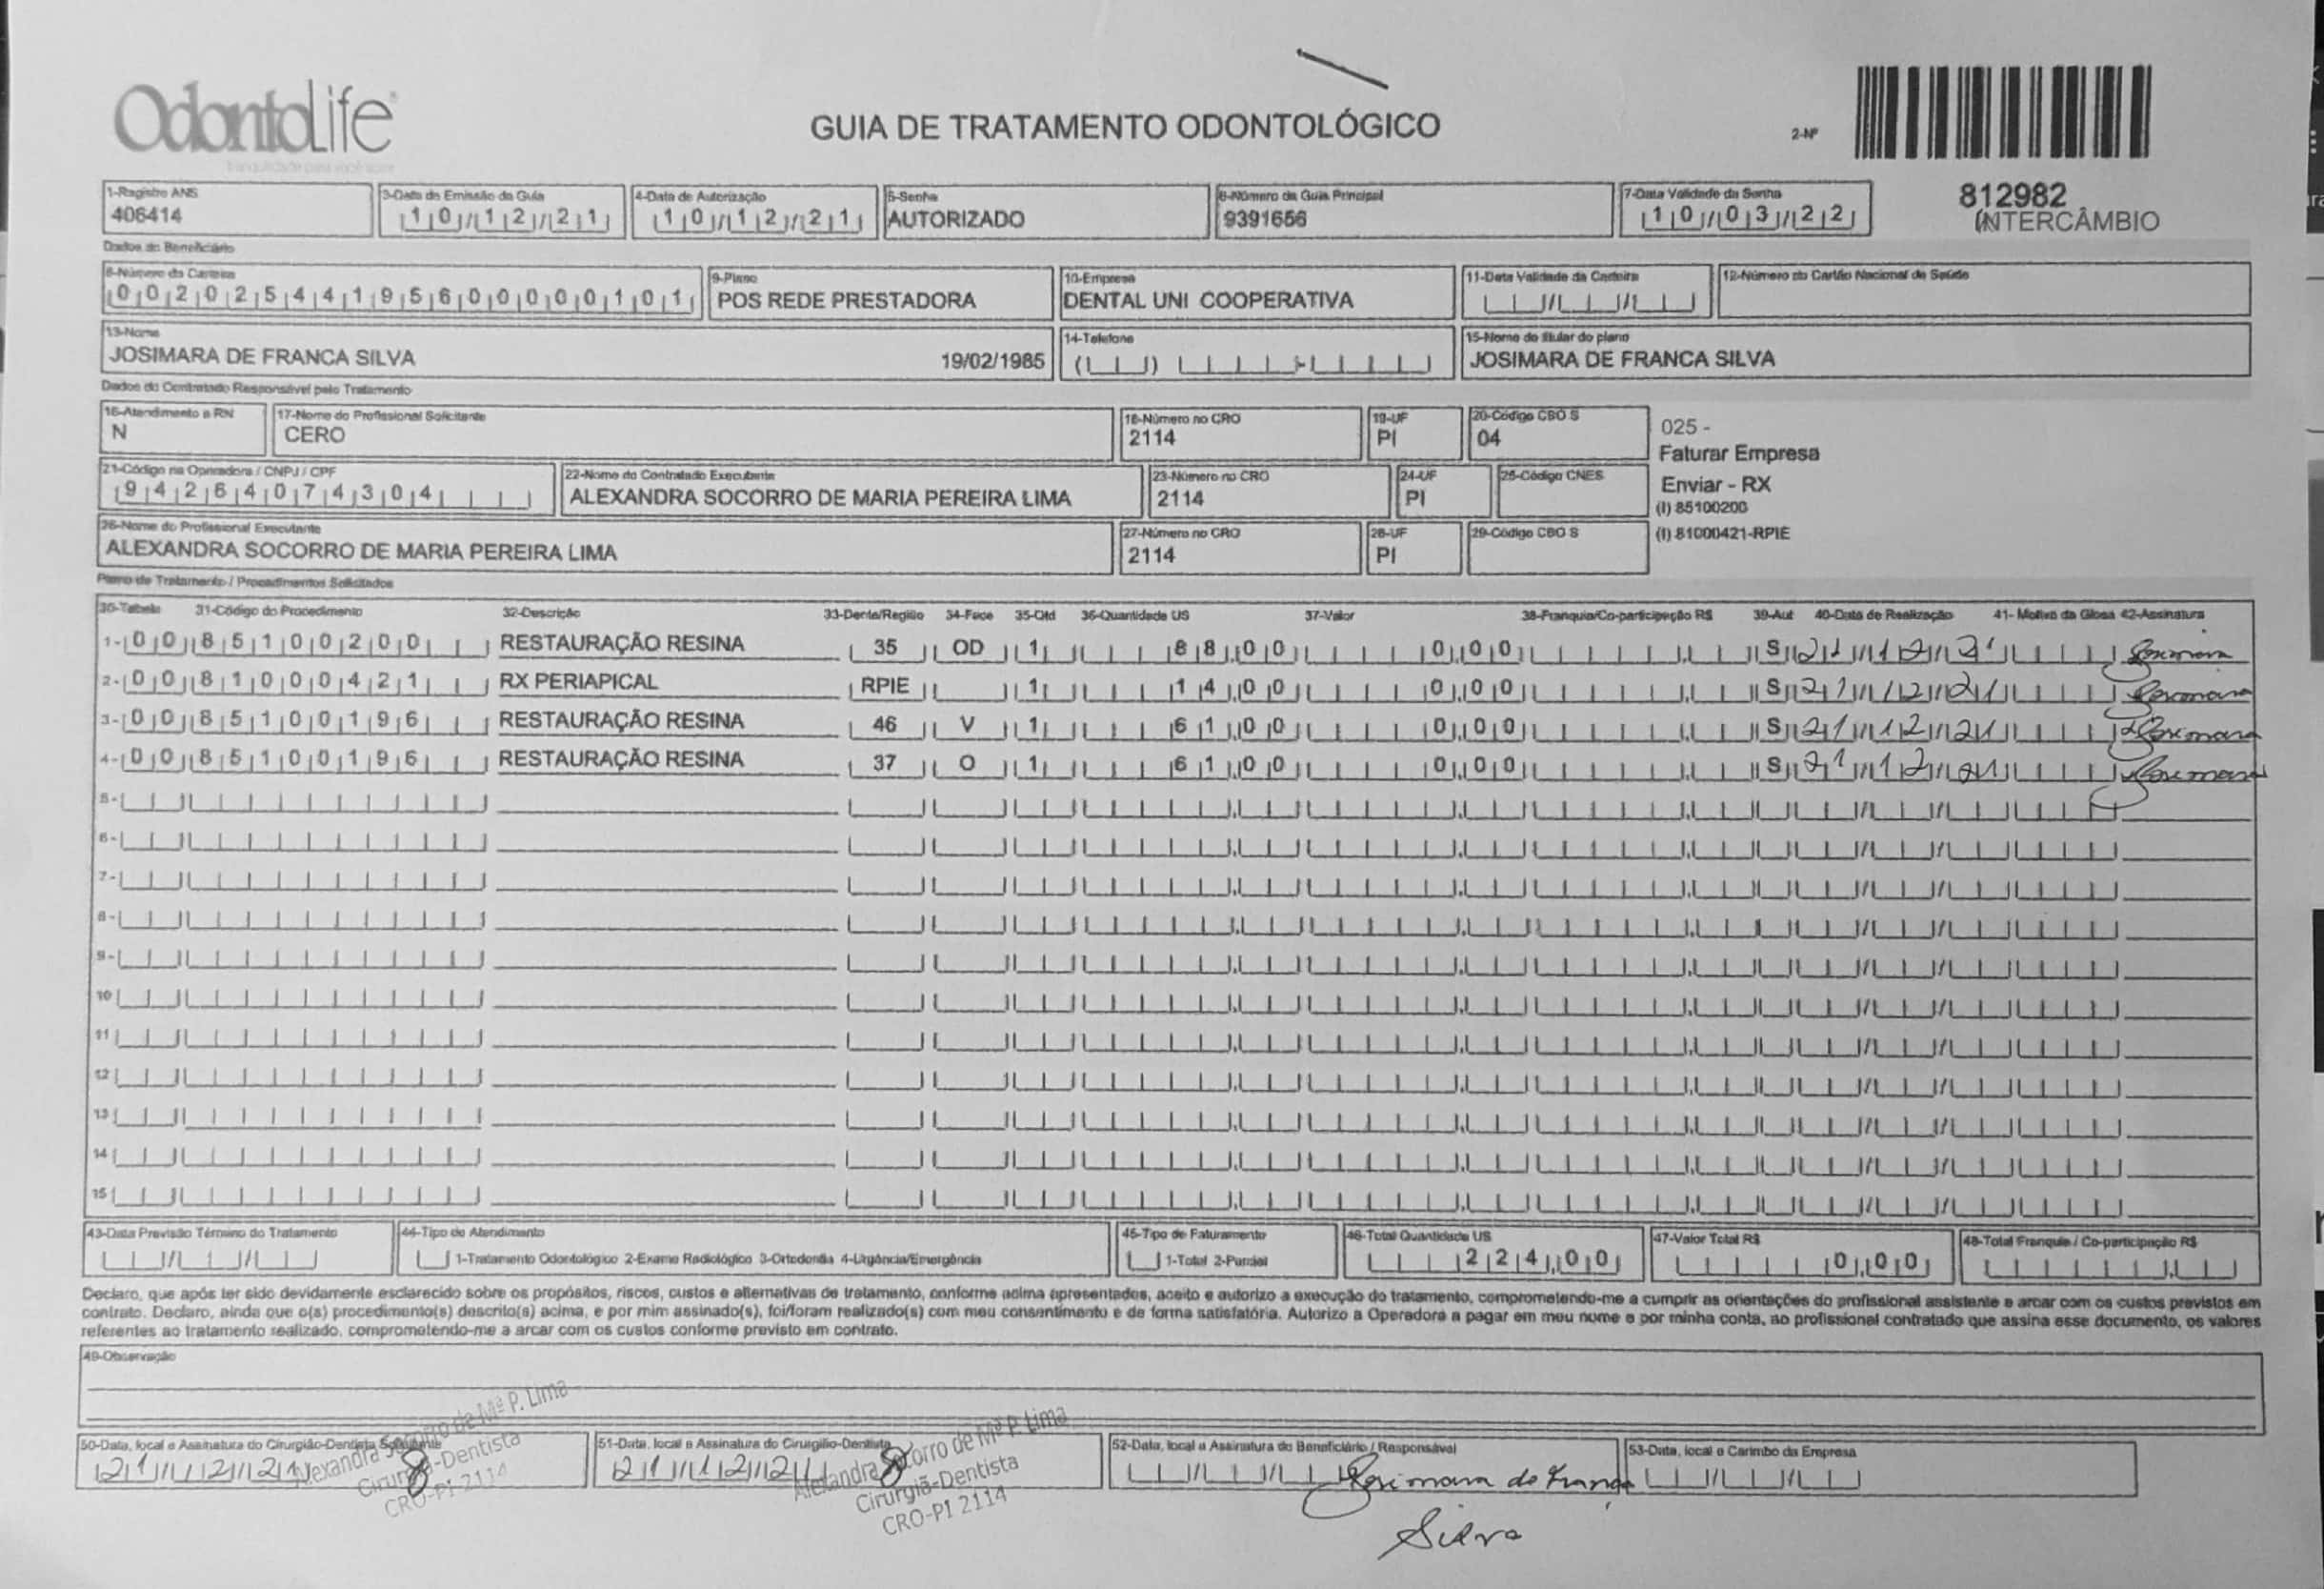 OdontoLife
GUIA DE TRATAMENTO ODONTOLÓGICO
2-Nº
812982
INTERCÂMBIO
1-Registro ANS
406414
3-Data da Emissão da Guia
10/12/21
4-Data de Autorização
10/12/21
5-Senha
AUTORIZADO
6-Número da Guia Principal
9391656
7-Data Validade da Senha
10/03/22
Dados do Beneficiário
8-Número da Carteira
00202544195600000101
9-Plano
POS REDE PRESTADORA
10-Empresa
DENTAL UNI COOPERATIVA
11-Data Validade da Carteira
12-Número do Cartão Nacional de Saúde
13-Nome
JOSIMARA DE FRANCA SILVA 19/02/1985
14-Telefone
15-Nome do titular do plano
JOSIMARA DE FRANCA SILVA
Dados do Contratado Responsável pelo Tratamento
16-Atendimento a RN
N
17-Nome do Profissional Solicitante
CERO
18-Número no CRO
2114
19-UF
PI
20-Código CBO S
04
025 -
Faturar Empresa
Enviar - RX
(I) 85100200
(I) 81000421-RPIE
21-Código na Operadora / CNPJ / CPF
94264074304
22-Nome do Contratado Executante
ALEXANDRA SOCORRO DE MARIA PEREIRA LIMA
23-Número no CRO
2114
24-UF
PI
25-Código CNES
26-Nome do Profissional Executante
ALEXANDRA SOCORRO DE MARIA PEREIRA LIMA
27-Número no CRO
2114
28-UF
PI
29-Código CBO S
Plano de Tratamento / Procedimentos Solicitados
30-Tabela 31-Código do Procedimento 32-Descrição 33-Dente/Região 34-Face 35-Qtd 36-Quantidade US 37-Valor 38-Franquia/Co-participação R$ 39-Aut 40-Data de Realização 41- Motivo da Glosa 42-Assinatura
1- 00 85100200 RESTAURAÇÃO RESINA 35 OD 1 88,00 0,00 S 21/12/21 Josimara
2- 00 81000421 RX PERIAPICAL RPIE 1 14,00 0,00 S 21/12/21 Josimara
3- 00 85100196 RESTAURAÇÃO RESINA 46 V 1 61,00 0,00 S 21/12/21 Josimara
4- 00 85100196 RESTAURAÇÃO RESINA 37 O 1 61,00 0,00 S 21/12/21 Josimara
5-
6-
7-
8-
9-
10
11
12
13
14
15
43-Data Previsão Término do Tratamento
44-Tipo de Atendimento
1-Tratamento Odontológico 2-Exame Radiológico 3-Ortodontia 4-Urgência/Emergência
45-Tipo de Faturamento
1-Total 2-Parcial
46-Total Quantidade US
224,00
47-Valor Total R$
0,00
48-Total Franquia / Co-participação R$
Declaro, que após ter sido devidamente esclarecido sobre os propósitos, riscos, custos e alternativas de tratamento, conforme acima apresentados, aceito e autorizo a execução do tratamento, comprometendo-me a cumprir as orientações do profissional assistente e arcar com os custos previstos em
contrato. Declaro, ainda que o(s) procedimento(s) descrito(s) acima, e por mim assinado(s), foi/foram realizado(s) com meu consentimento e de forma satisfatória. Autorizo a Operadora a pagar em meu nome e por minha conta, ao profissional contratado que assina esse documento, os valores
referentes ao tratamento realizado, comprometendo-me a arcar com os custos conforme previsto em contrato.
49-Observação
50-Data, local e Assinatura do Cirurgião-Dentista Solicitante
21/12/21
Alexandra Socorro de Mª P. Lima
Cirurgiã-Dentista
CRO-PI 2114
51-Data, local e Assinatura do Cirurgião-Dentista
21/12/21
Alexandra Socorro de Mª P. Lima
Cirurgiã-Dentista
CRO-PI 2114
52-Data, local e Assinatura do Beneficiário / Responsável
Josimara de França
Silva
53-Data, local e Carimbo da Empresa